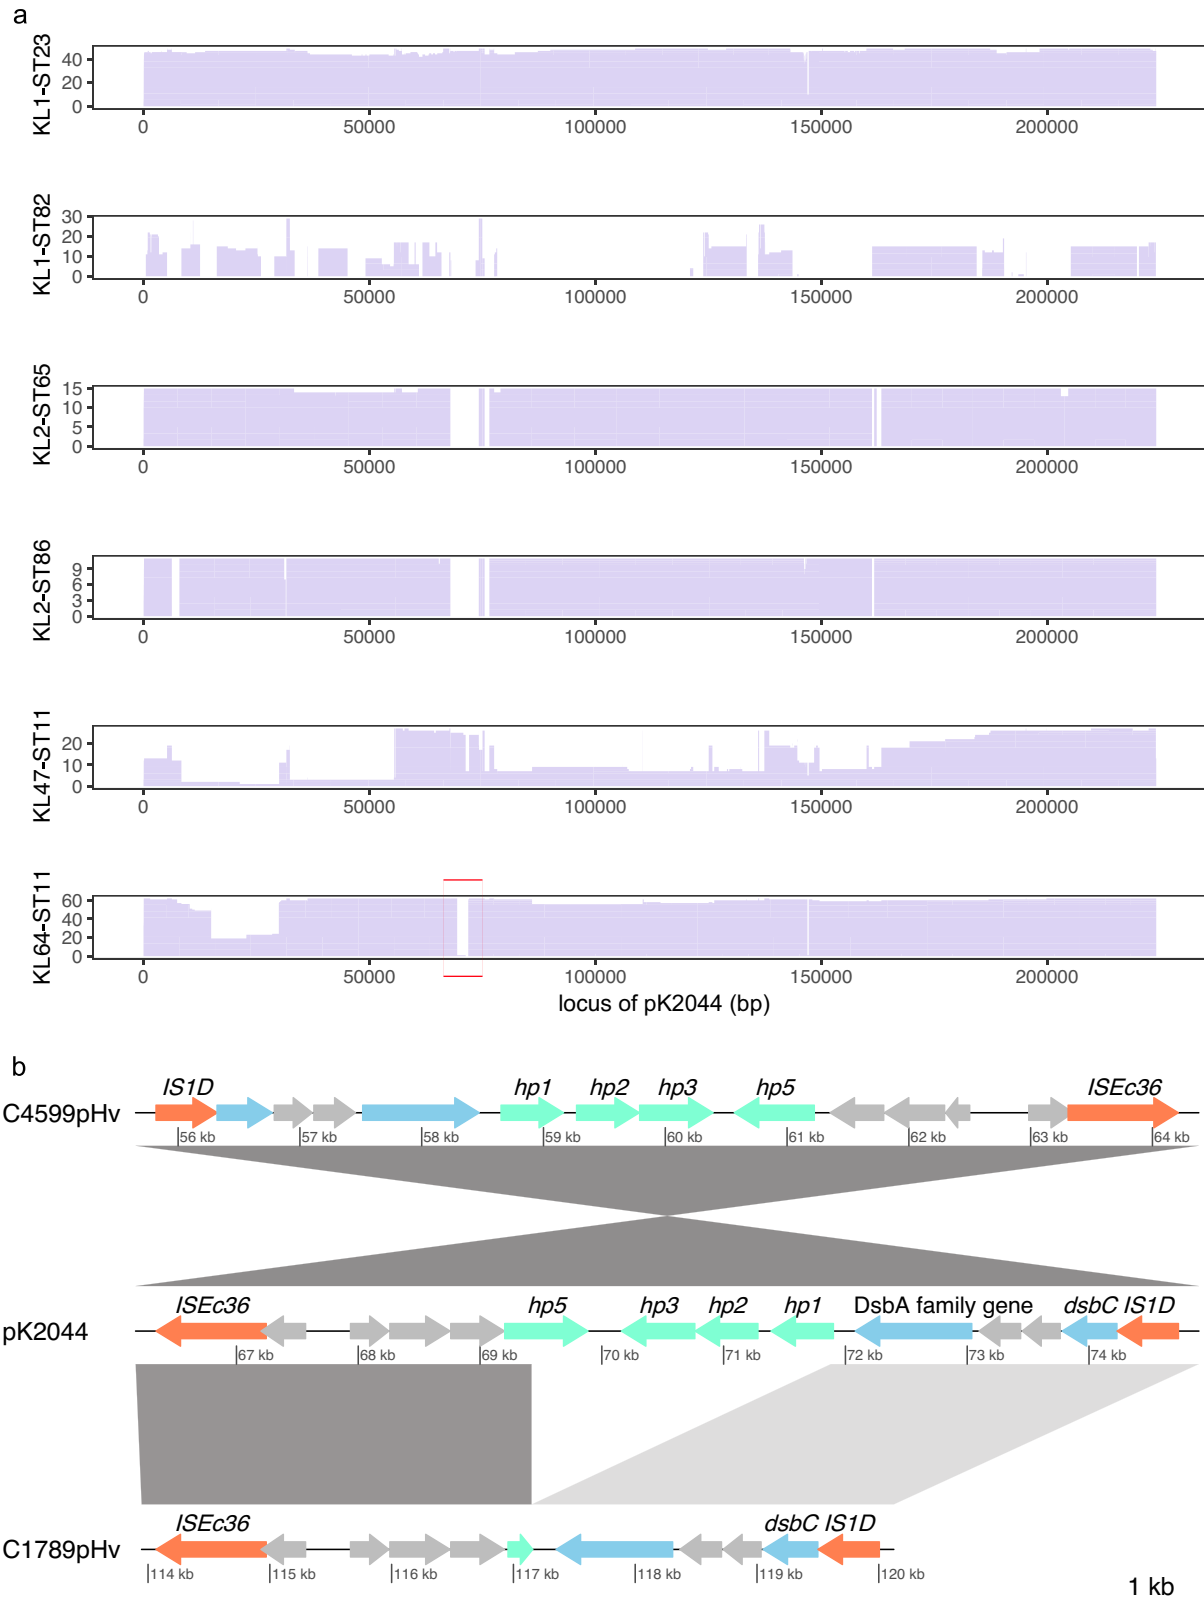 a
KL1-ST23
40
20
0
0 50000 100000 150000 200000
KL1-ST82
30
20
10
0
0 50000 100000 150000 200000
KL2-ST65
15
10
5
0
0 50000 100000 150000 200000
KL2-ST86
9
6
3
0
0 50000 100000 150000 200000
KL47-ST11
20
10
0
0 50000 100000 150000 200000
KL64-ST11
60
40
20
0
0 50000 100000 150000 200000
locus of pK2044 (bp)
b
IS1D hp1 hp2 hp3 hp5 ISEc36
C4599pHv
56 kb 57 kb 58 kb 59 kb 60 kb 61 kb 62 kb 63 kb 64 kb
ISEc36 hp5 hp3 hp2 hp1 DsbA family gene dsbC IS1D
pK2044
67 kb 68 kb 69 kb 70 kb 71 kb 72 kb 73 kb 74 kb
ISEc36 dsbC IS1D
C1789pHv
114 kb 115 kb 116 kb 117 kb 118 kb 119 kb 120 kb
1 kb